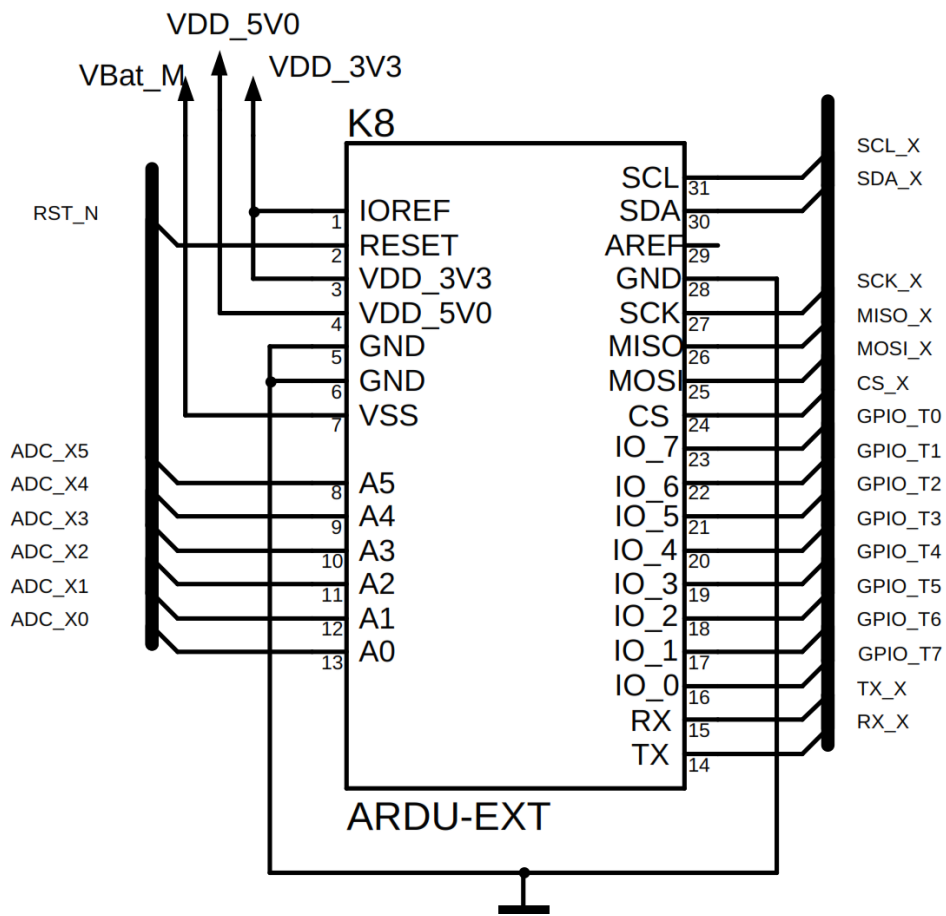 VDD_5V0
VBat_M
VDD_3V3
K8
RST_N
ADC_X5
ADC_X4
ADC_X3
ADC_X2
ADC_X1
ADC_X0
1 IOREF
2 RESET
3 VDD_3V3
4 VDD_5V0
5 GND
6 GND
7 VSS
8 A5
9 A4
10 A3
11 A2
12 A1
13 A0
SCL 31
SDA 30
AREF 29
GND 28
SCK 27
MISO 26
MOSI 25
CS 24
IO_7 23
IO_6 22
IO_5 21
IO_4 20
IO_3 19
IO_2 18
IO_1 17
IO_0 16
RX 15
TX 14
SCL_X
SDA_X
SCK_X
MISO_X
MOSI_X
CS_X
GPIO_T0
GPIO_T1
GPIO_T2
GPIO_T3
GPIO_T4
GPIO_T5
GPIO_T6
GPIO_T7
TX_X
RX_X
ARDU-EXT